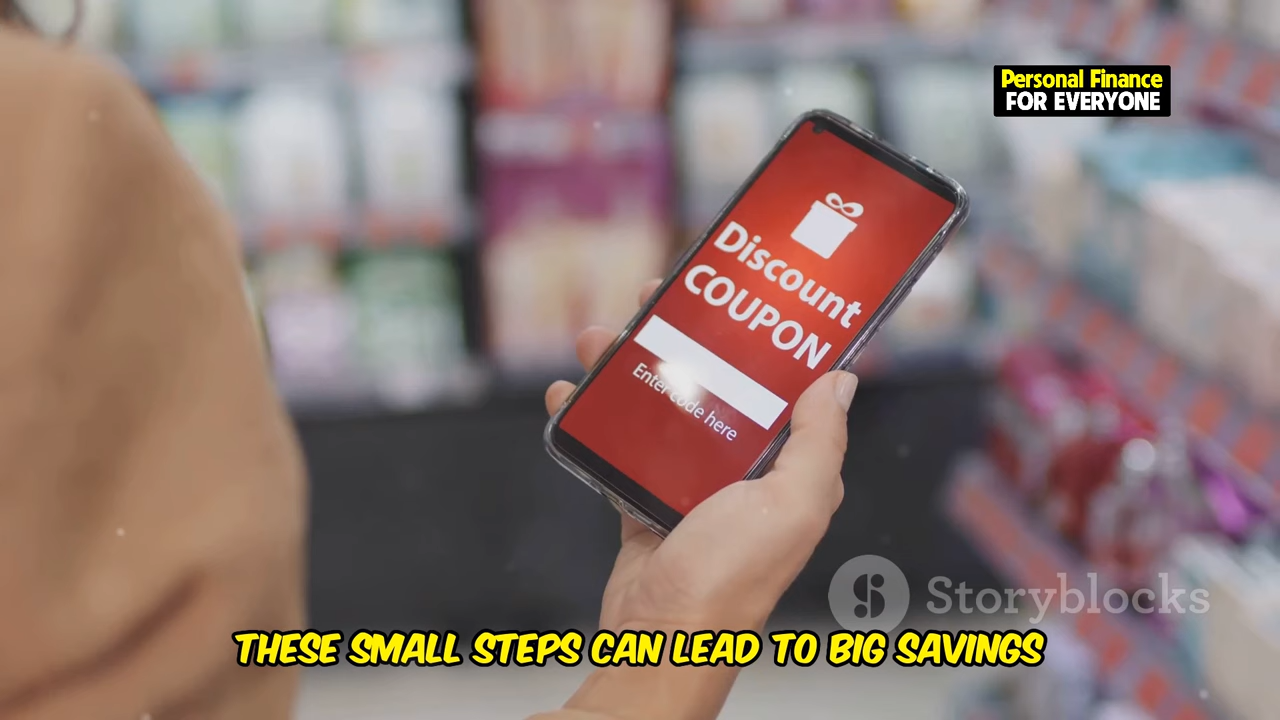 Personal Finance
FOR EVERYONE
Discount
COUPON
Enter code here
Storyblocks
THESE SMALL STEPS CAN LEAD TO BIG SAVINGS